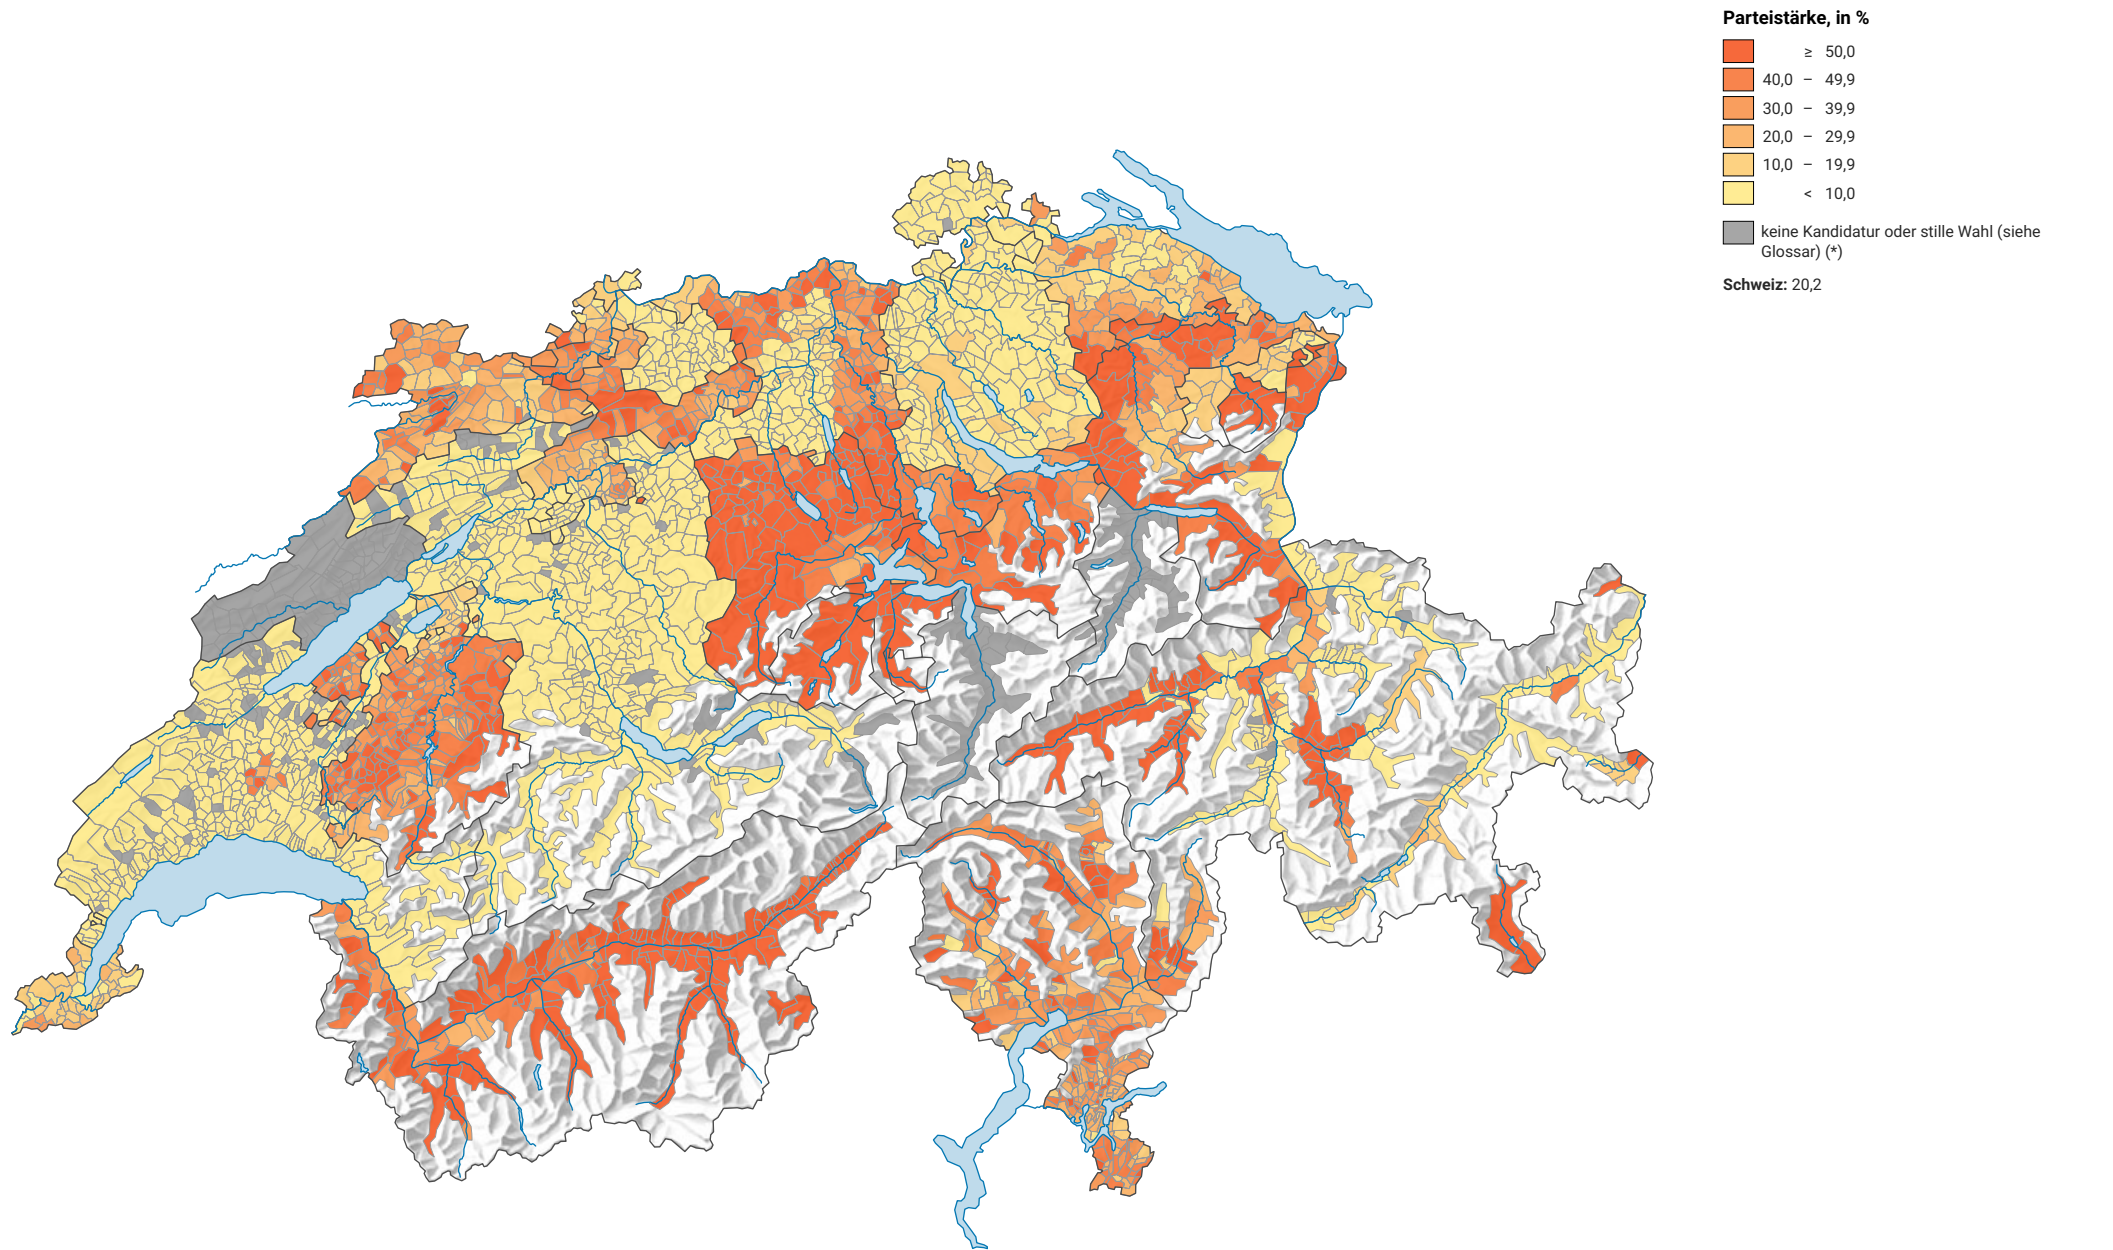 Parteistärke, in %
≥ 50,0
40,0 – 49,9
30,0 – 39,9
20,0 – 29,9
10,0 – 19,9
< 10,0
keine Kandidatur oder stille Wahl (siehe
Glossar) (*)
Schweiz: 20,2